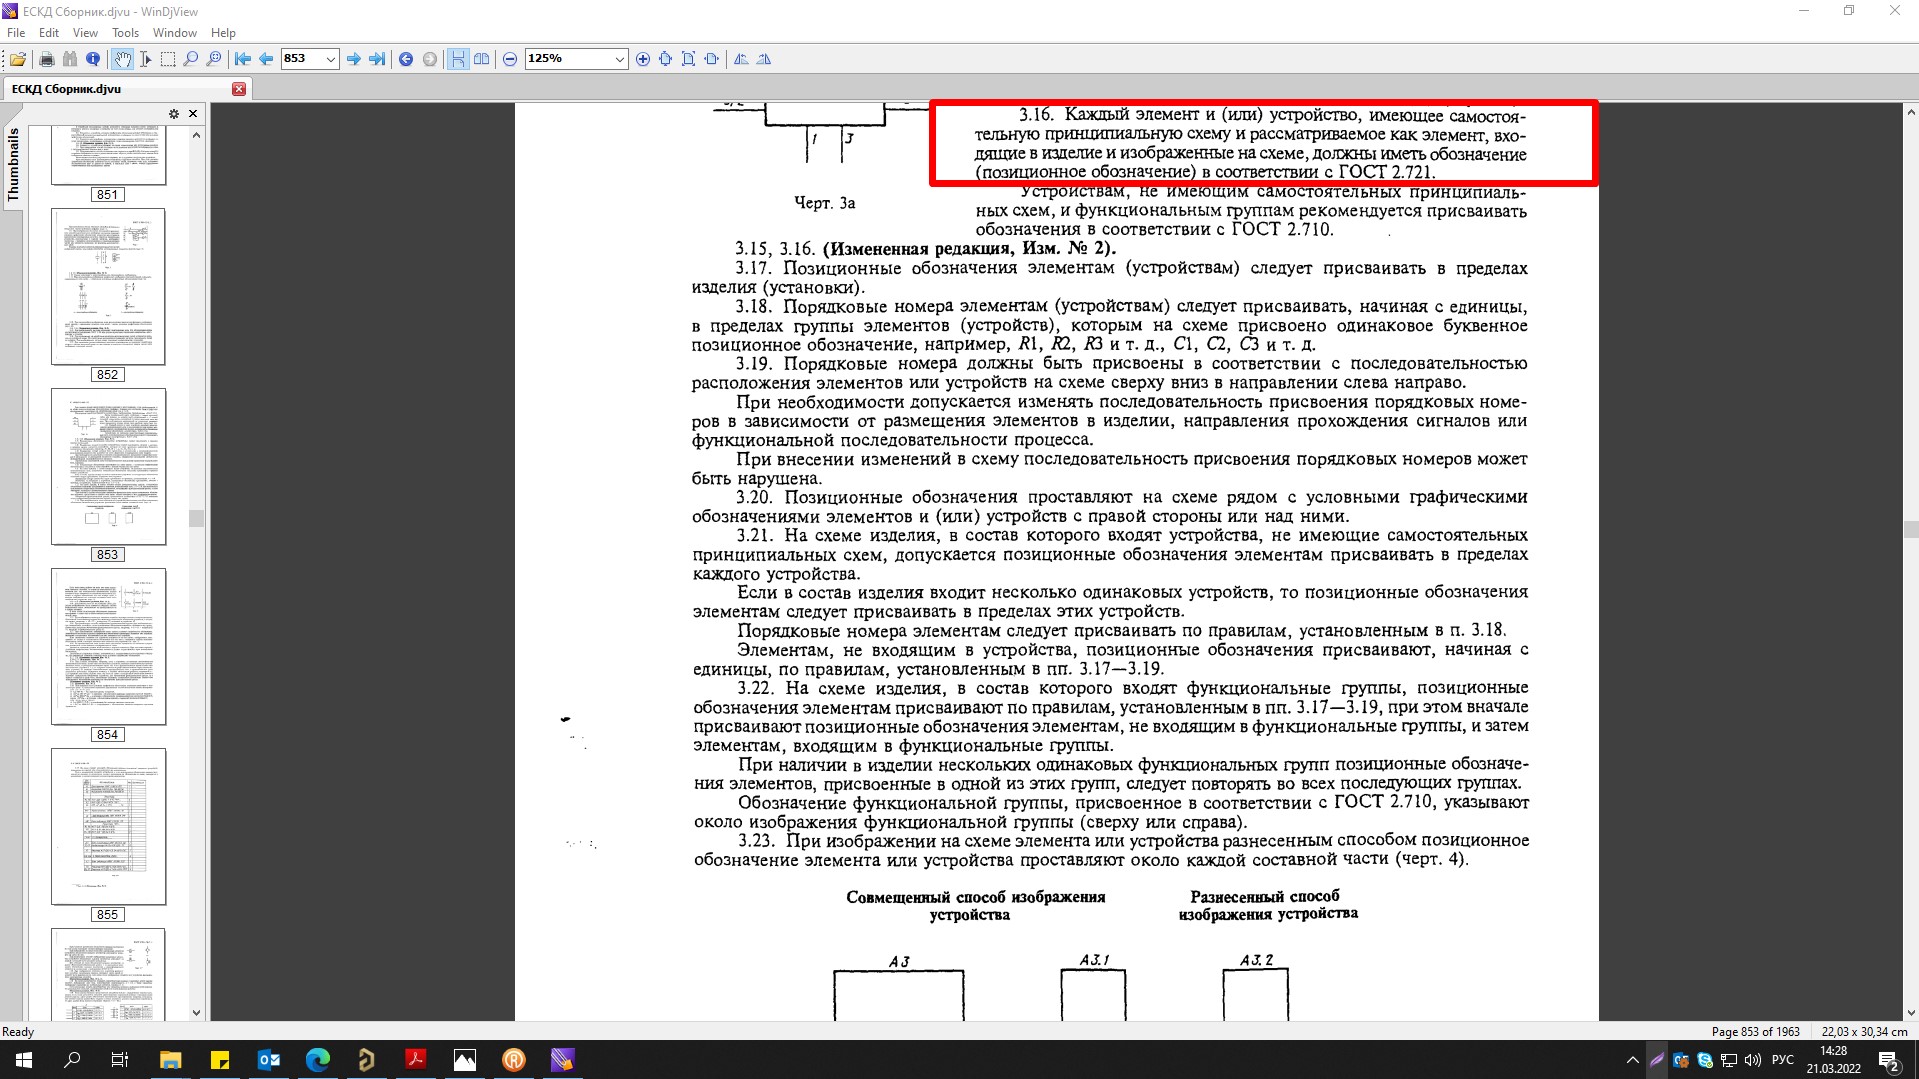 ЕСКД Сборник.djvu - WinDjView
File Edit View Tools Window Help
853
125%
ЕСКД Сборник.djvu
Thumbnails
851
852
853
854
855
1 3
Черт. 3а
3.16. Каждый элемент и (или) устройство, имеющее самостоя-
тельную принципиальную схему и рассматриваемое как элемент, вхо-
дящие в изделие и изображенные на схеме, должны иметь обозначение
(позиционное обозначение) в соответствии с ГОСТ 2.721.
Устройствам, не имеющим самостоятельных принципиаль-
ных схем, и функциональным группам рекомендуется присваивать
обозначения в соответствии с ГОСТ 2.710.
3.15, 3.16. (Измененная редакция, Изм. № 2).
3.17. Позиционные обозначения элементам (устройствам) следует присваивать в пределах
изделия (установки).
3.18. Порядковые номера элементам (устройствам) следует присваивать, начиная с единицы,
в пределах группы элементов (устройств), которым на схеме присвоено одинаковое буквенное
позиционное обозначение, например, R1, R2, R3 и т. д., C1, C2, C3 и т. д.
3.19. Порядковые номера должны быть присвоены в соответствии с последовательностью
расположения элементов или устройств на схеме сверху вниз в направлении слева направо.
При необходимости допускается изменять последовательность присвоения порядковых номе-
ров в зависимости от размещения элементов в изделии, направления прохождения сигналов или
функциональной последовательности процесса.
При внесении изменений в схему последовательность присвоения порядковых номеров может
быть нарушена.
3.20. Позиционные обозначения проставляют на схеме рядом с условными графическими
обозначениями элементов и (или) устройств с правой стороны или над ними.
3.21. На схеме изделия, в состав которого входят устройства, не имеющие самостоятельных
принципиальных схем, допускается позиционные обозначения элементам присваивать в пределах
каждого устройства.
Если в состав изделия входит несколько одинаковых устройств, то позиционные обозначения
элементам следует присваивать в пределах этих устройств.
Порядковые номера элементам следует присваивать по правилам, установленным в п. 3.18.
Элементам, не входящим в устройства, позиционные обозначения присваивают, начиная с
единицы, по правилам, установленным в пп. 3.17—3.19.
3.22. На схеме изделия, в состав которого входят функциональные группы, позиционные
обозначения элементам присваивают по правилам, установленным в пп. 3.17—3.19, при этом вначале
присваивают позиционные обозначения элементам, не входящим в функциональные группы, и затем
элементам, входящим в функциональные группы.
При наличии в изделии нескольких одинаковых функциональных групп позиционные обозначе-
ния элементов, присвоенные в одной из этих групп, следует повторять во всех последующих группах.
Обозначение функциональной группы, присвоенное в соответствии с ГОСТ 2.710, указывают
около изображения функциональной группы (сверху или справа).
3.23. При изображении на схеме элемента или устройства разнесенным способом позиционное
обозначение элемента или устройства проставляют около каждой составной части (черт. 4).
Совмещенный способ изображения
устройства
Разнесенный способ
изображения устройства
А3 А3.1 А3.2
Ready
Page 853 of 1963 22,03 x 30,34 cm
РУС
14:28
21.03.2022
2